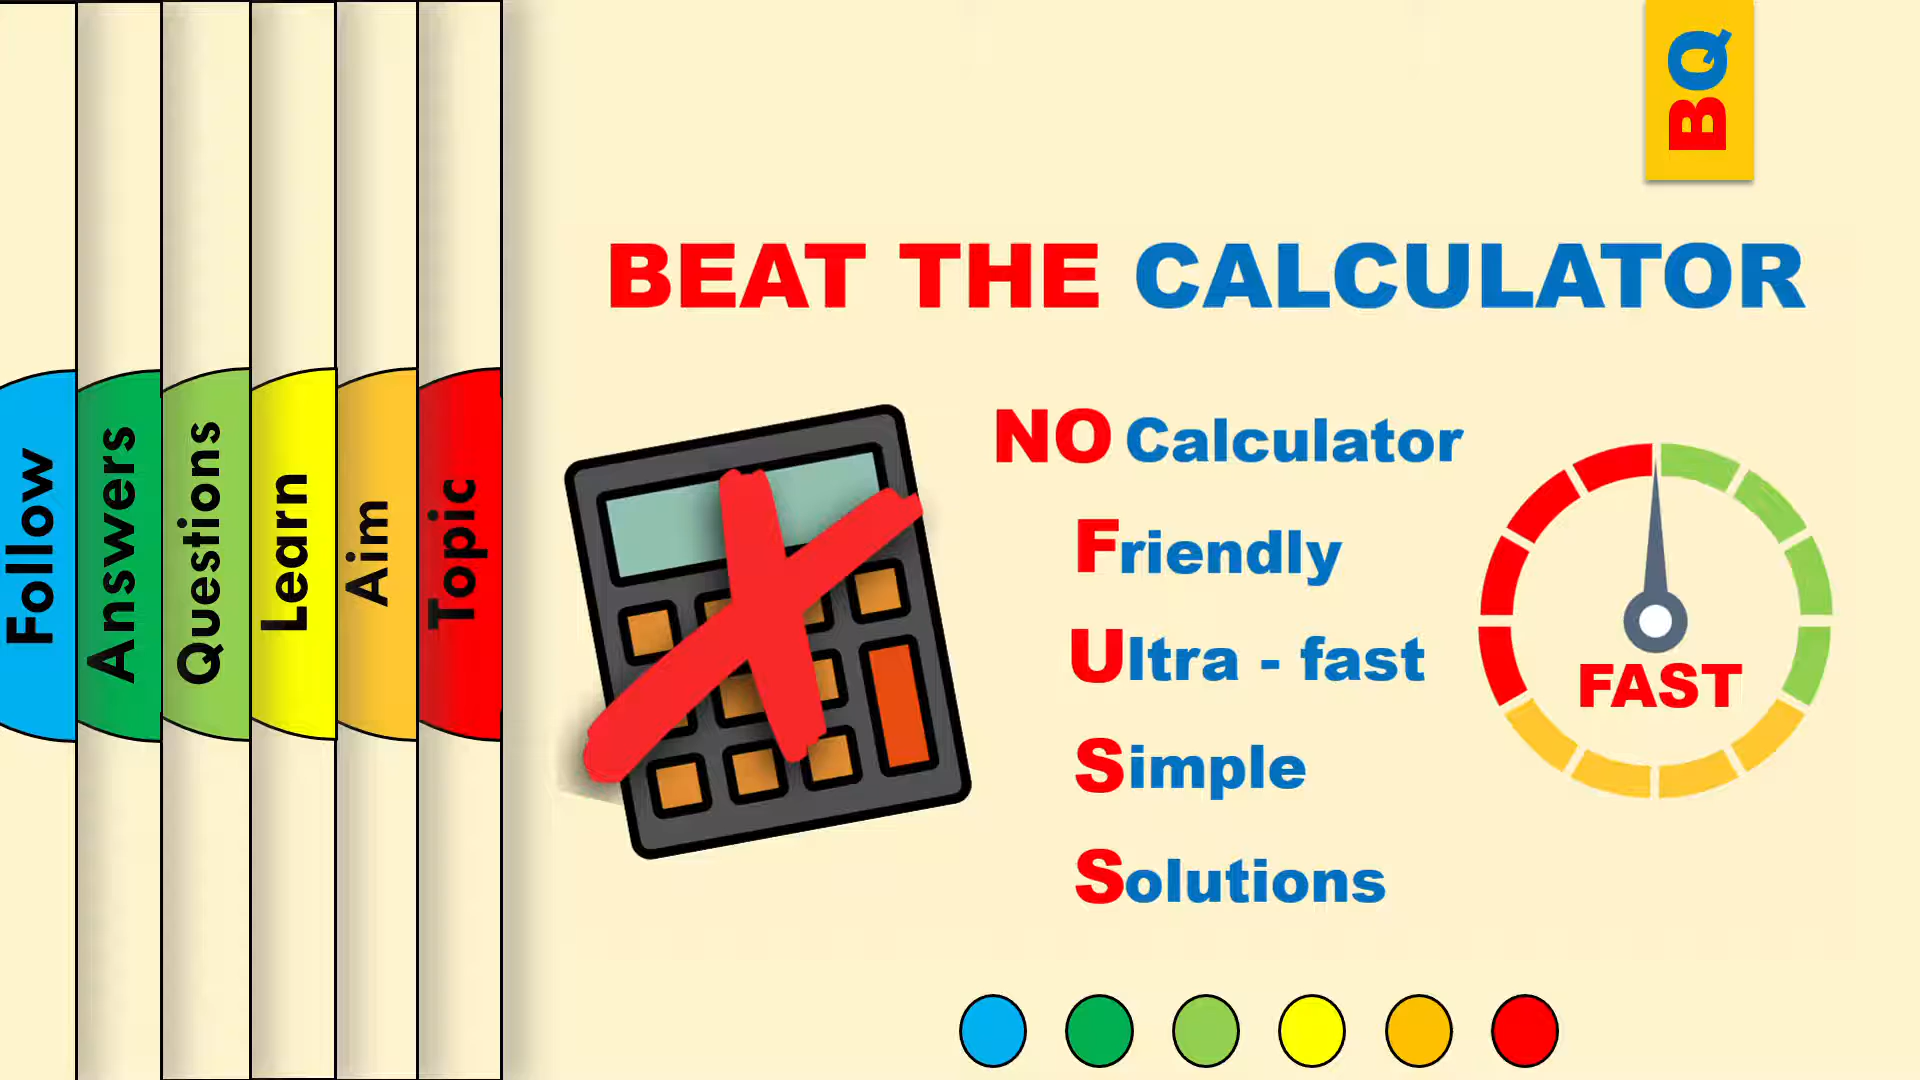 Follow
Answers
Questions
Learn
Aim
Topic
BQ
BEAT THE CALCULATOR
NO Calculator
Friendly
Ultra - fast
Simple
Solutions
FAST